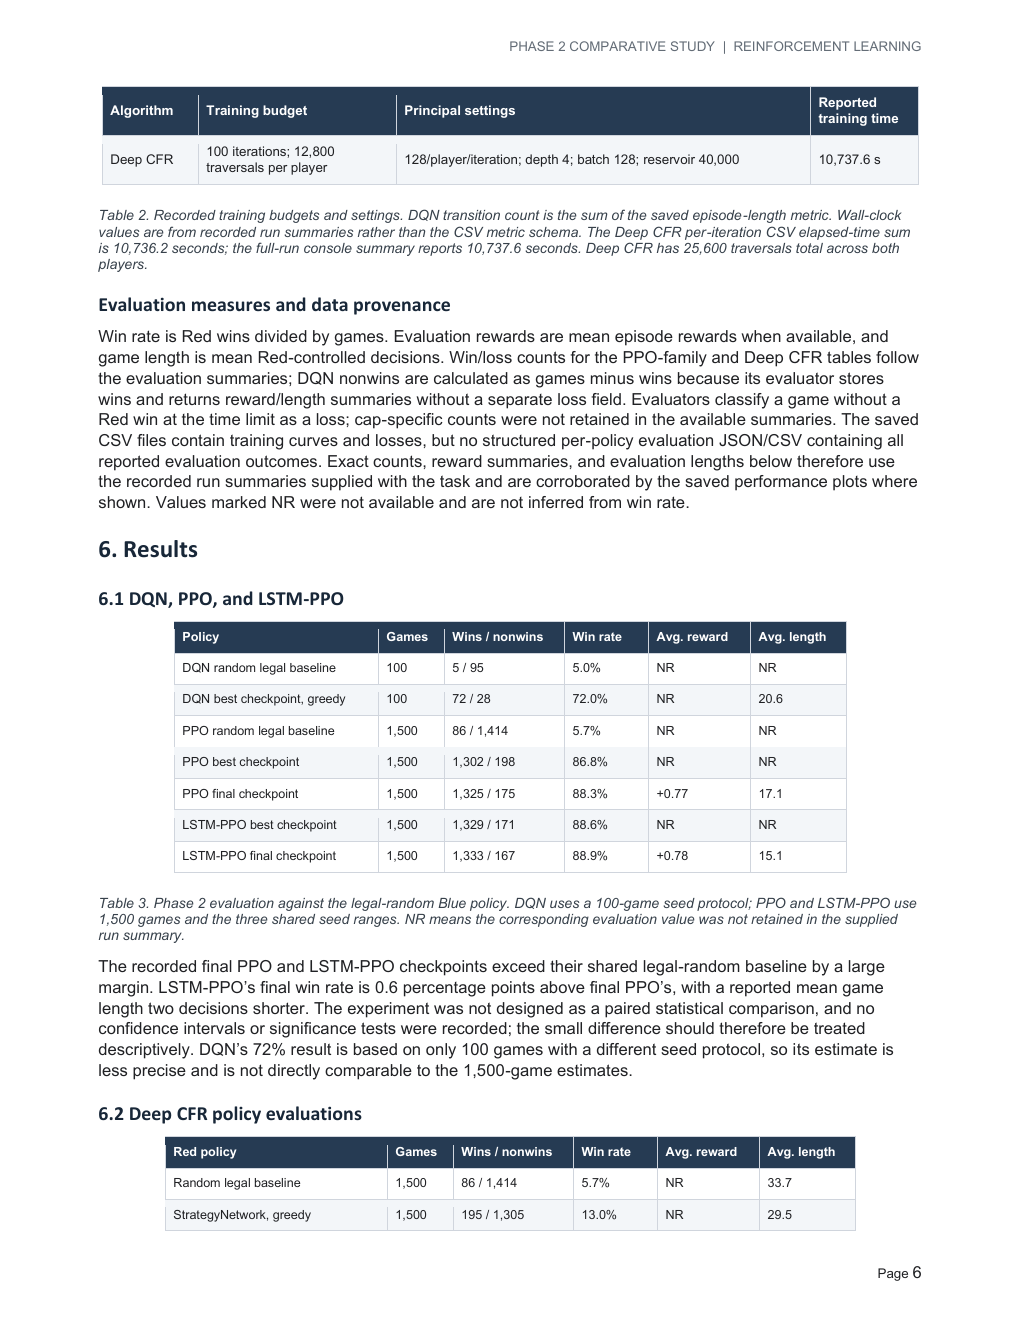 PHASE 2 COMPARATIVE STUDY | REINFORCEMENT LEARNING
Algorithm Training budget Principal settings Reported training time
Deep CFR 100 iterations; 12,800 traversals per player 128/player/iteration; depth 4; batch 128; reservoir 40,000 10,737.6 s
Table 2. Recorded training budgets and settings. DQN transition count is the sum of the saved episode-length metric. Wall-clock
values are from recorded run summaries rather than the CSV metric schema. The Deep CFR per-iteration CSV elapsed-time sum
is 10,736.2 seconds; the full-run console summary reports 10,737.6 seconds. Deep CFR has 25,600 traversals total across both
players.
Evaluation measures and data provenance
Win rate is Red wins divided by games. Evaluation rewards are mean episode rewards when available, and
game length is mean Red-controlled decisions. Win/loss counts for the PPO-family and Deep CFR tables follow
the evaluation summaries; DQN nonwins are calculated as games minus wins because its evaluator stores
wins and returns reward/length summaries without a separate loss field. Evaluators classify a game without a
Red win at the time limit as a loss; cap-specific counts were not retained in the available summaries. The saved
CSV files contain training curves and losses, but no structured per-policy evaluation JSON/CSV containing all
reported evaluation outcomes. Exact counts, reward summaries, and evaluation lengths below therefore use
the recorded run summaries supplied with the task and are corroborated by the saved performance plots where
shown. Values marked NR were not available and are not inferred from win rate.
6. Results
6.1 DQN, PPO, and LSTM-PPO
Policy Games Wins / nonwins Win rate Avg. reward Avg. length
DQN random legal baseline 100 5 / 95 5.0% NR NR
DQN best checkpoint, greedy 100 72 / 28 72.0% NR 20.6
PPO random legal baseline 1,500 86 / 1,414 5.7% NR NR
PPO best checkpoint 1,500 1,302 / 198 86.8% NR NR
PPO final checkpoint 1,500 1,325 / 175 88.3% +0.77 17.1
LSTM-PPO best checkpoint 1,500 1,329 / 171 88.6% NR NR
LSTM-PPO final checkpoint 1,500 1,333 / 167 88.9% +0.78 15.1
Table 3. Phase 2 evaluation against the legal-random Blue policy. DQN uses a 100-game seed protocol; PPO and LSTM-PPO use
1,500 games and the three shared seed ranges. NR means the corresponding evaluation value was not retained in the supplied
run summary.
The recorded final PPO and LSTM-PPO checkpoints exceed their shared legal-random baseline by a large
margin. LSTM-PPO’s final win rate is 0.6 percentage points above final PPO’s, with a reported mean game
length two decisions shorter. The experiment was not designed as a paired statistical comparison, and no
confidence intervals or significance tests were recorded; the small difference should therefore be treated
descriptively. DQN’s 72% result is based on only 100 games with a different seed protocol, so its estimate is
less precise and is not directly comparable to the 1,500-game estimates.
6.2 Deep CFR policy evaluations
Red policy Games Wins / nonwins Win rate Avg. reward Avg. length
Random legal baseline 1,500 86 / 1,414 5.7% NR 33.7
StrategyNetwork, greedy 1,500 195 / 1,305 13.0% NR 29.5
Page 6